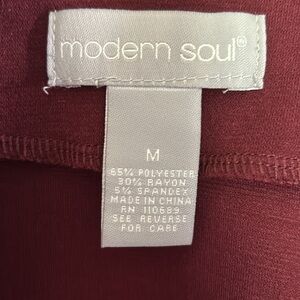 modern soul®
M
65% POLYESTER
30% RAYON
5% SPANDEX
MADE IN CHINA
RN 110689
SEE REVERSE
FOR CARE